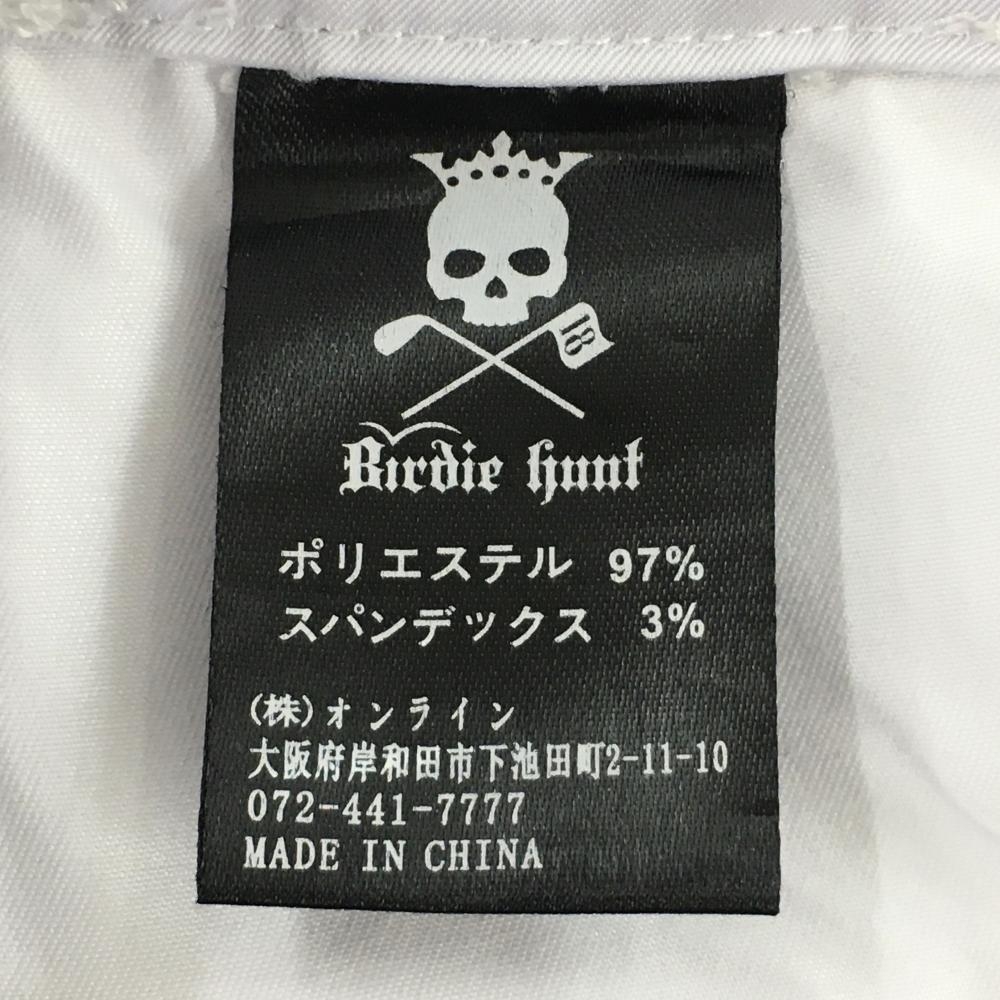 18
Birdie hunt
ポリエステル 97%
スパンデックス 3%
(株)オンライン
大阪府岸和田市下池田町2-11-10
072-441-7777
MADE IN CHINA